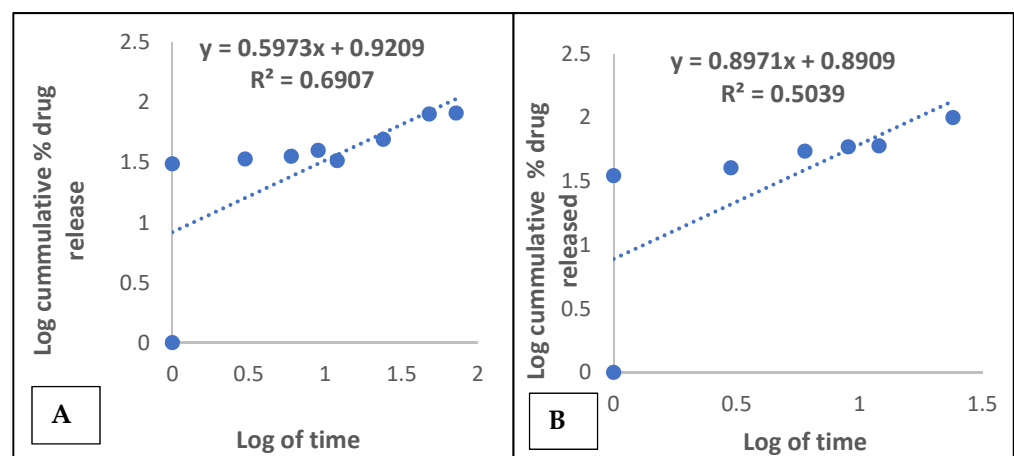 y = 0.5973x + 0.9209
R² = 0.6907
Log cummulative % drug
release
2.5
2
1.5
1
0.5
0
0
0.5
1
1.5
2
Log of time
A
y = 0.8971x + 0.8909
R² = 0.5039
Log cummulative % drug
released
2.5
2
1.5
1
0.5
0
0
0.5
1
1.5
Log of time
B